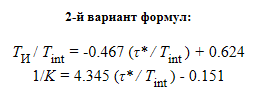 2-й вариант формул:
T_И / T_int = -0.467 (τ* / T_int) + 0.624
1/K = 4.345 (τ* / T_int) - 0.151